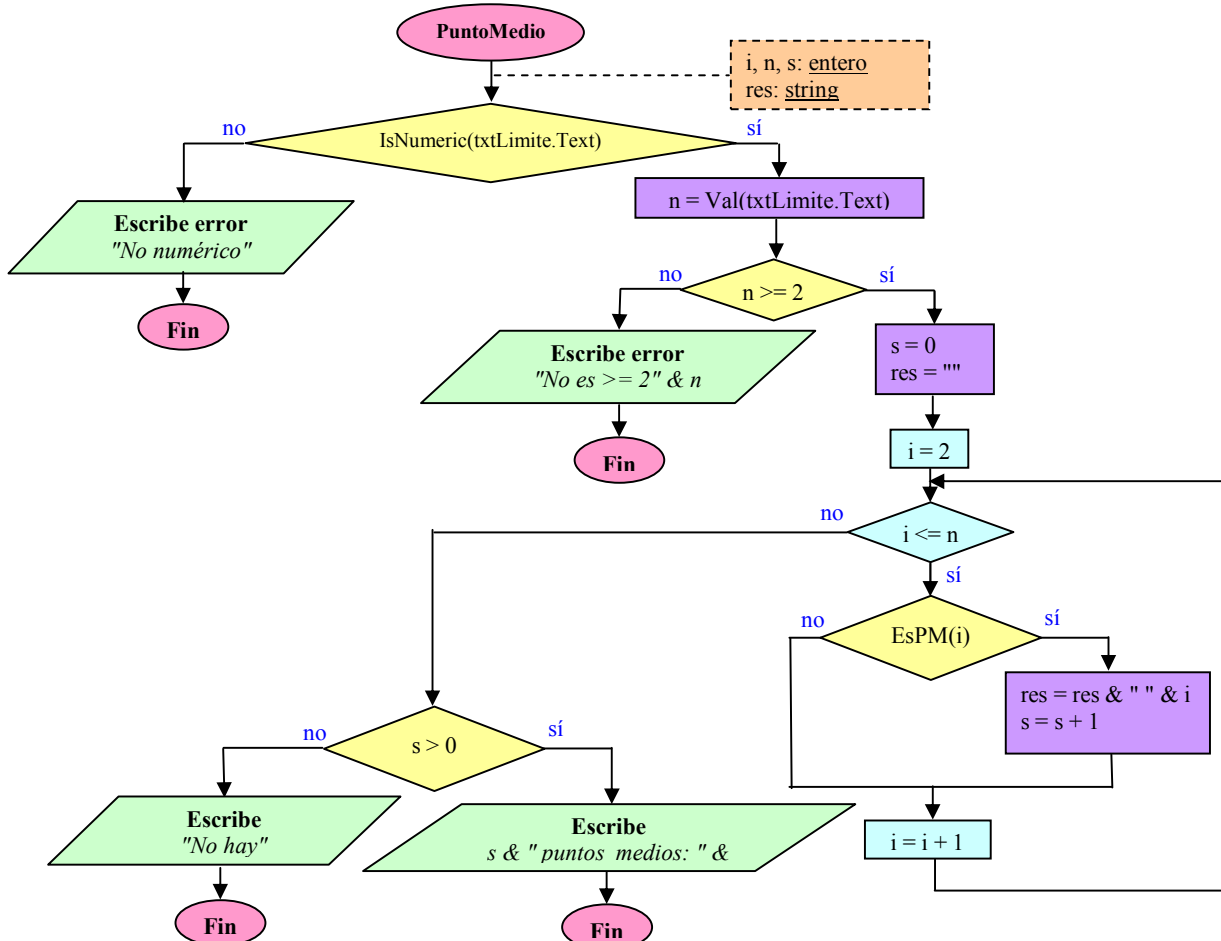 PuntoMedio
i, n, s: entero
res: string
no
IsNumeric(txtLimite.Text)
sí
n = Val(txtLimite.Text)
Escribe error
"No numérico"
Fin
no
n >= 2
sí
Escribe error
"No es >= 2" & n
Fin
s = 0
res = ""
i = 2
no
i <= n
sí
no
EsPM(i)
sí
res = res & " " & i
s = s + 1
i = i + 1
no
s > 0
sí
Escribe
"No hay"
Fin
Escribe
s & " puntos medios: " &
Fin